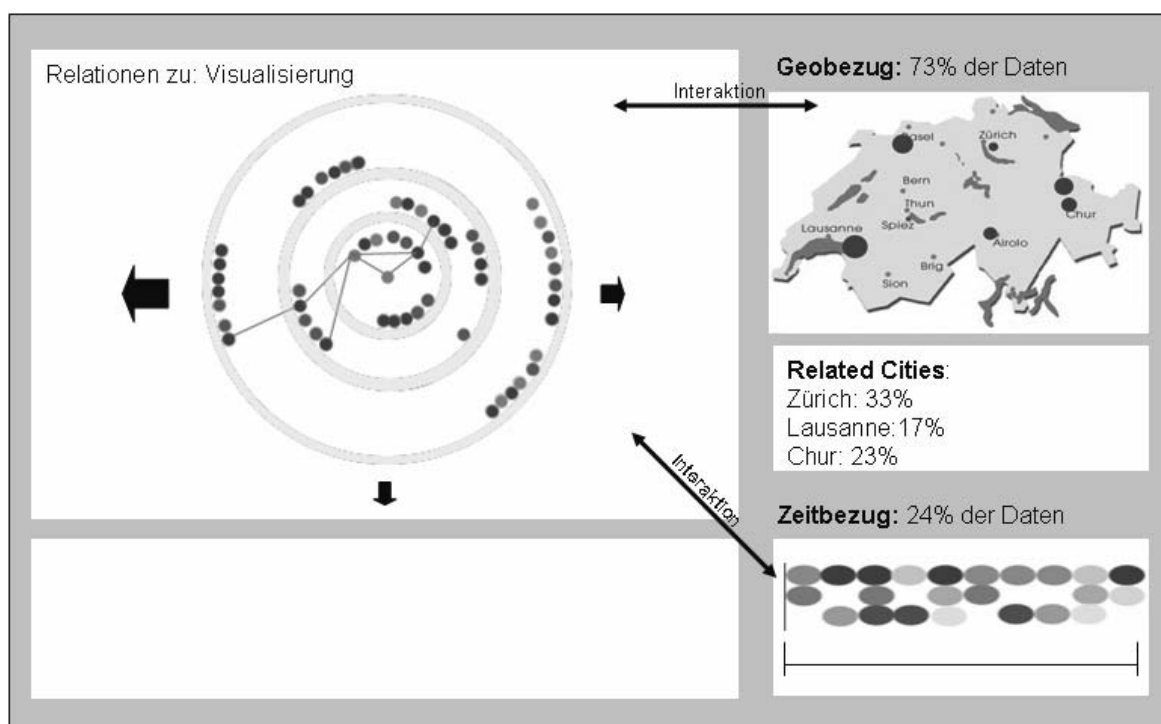 Relationen zu: Visualisierung
Interaktion
Geobezug: 73% der Daten
Basel
Zürich
Bern
Thun
Spiez
Chur
Lausanne
Airolo
Brig
Sion
Related Cities:
Zürich: 33%
Lausanne:17%
Chur: 23%
Interaktion
Zeitbezug: 24% der Daten